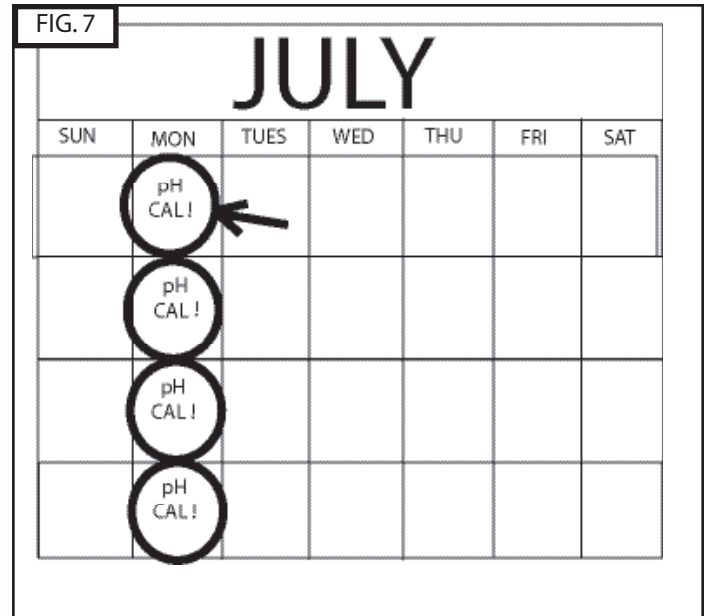 FIG. 7
JULY
SUN MON TUES WED THU FRI SAT
pH
CAL!
pH
CAL!
pH
CAL!
pH
CAL!